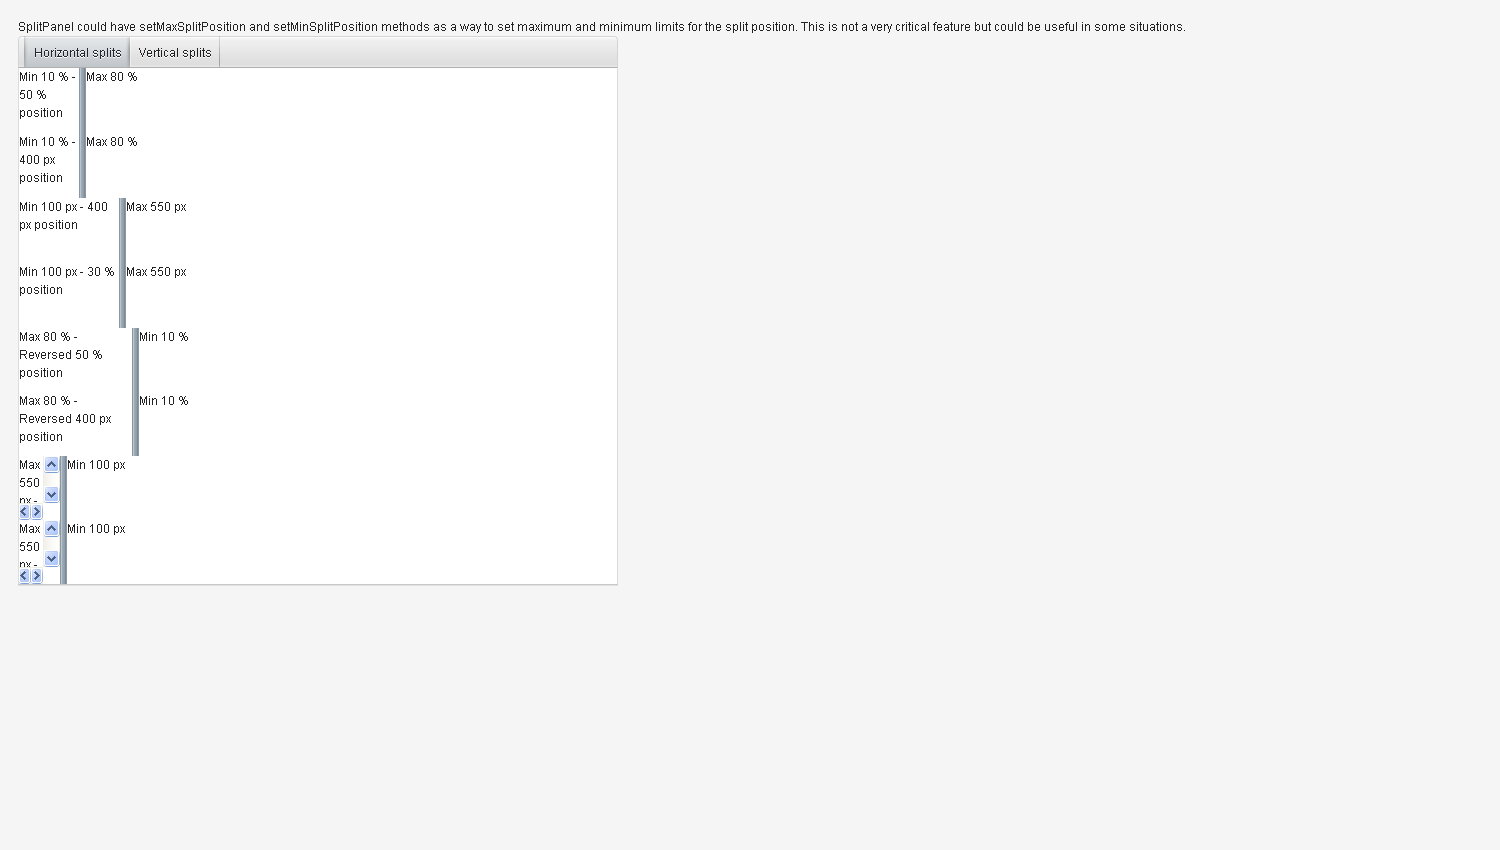 SplitPanel could have setMaxSplitPosition and setMinSplitPosition methods as a way to set maximum and minimum limits for the split position. This is not a very critical feature but could be useful in some situations.
Horizontal splits Vertical splits
Min 10 % - Max 80 %
50 %
position
Min 10 % - Max 80 %
400 px
position
Min 100 px - 400 Max 550 px
px position
Min 100 px - 30 % Max 550 px
position
Max 80 % - Min 10 %
Reversed 50 %
position
Max 80 % - Min 10 %
Reversed 400 px
position
Max Min 100 px
550
px -
Max Min 100 px
550
px -